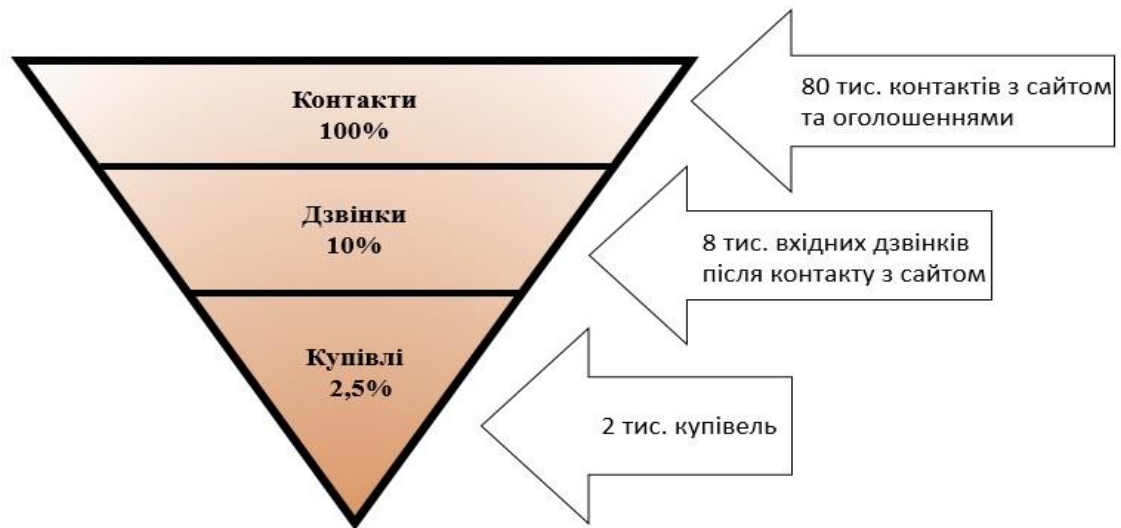 Контакти
100%
80 тис. контактів з сайтом
та оголошеннями
Дзвінки
10%
8 тис. вхідних дзвінків
після контакту з сайтом
Купівлі
2,5%
2 тис. купівель